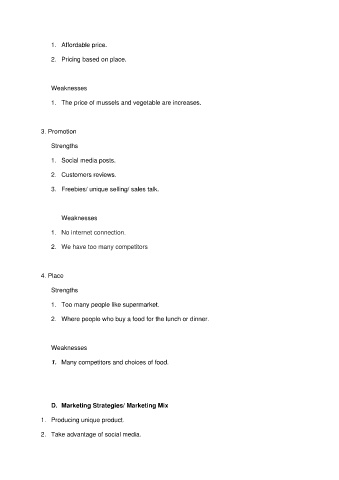 1. Affordable price.
2. Pricing based on place.
Weaknesses
1. The price of mussels and vegetable are increases.
3. Promotion
Strengths
1. Social media posts.
2. Customers reviews.
3. Freebies/ unique selling/ sales talk.
Weaknesses
1. No internet connection.
2. We have too many competitors
4. Place
Strengths
1. Too many people like supermarket.
2. Where people who buy a food for the lunch or dinner.
Weaknesses
1. Many competitors and choices of food.
D. Marketing Strategies/ Marketing Mix
1. Producing unique product.
2. Take advantage of social media.